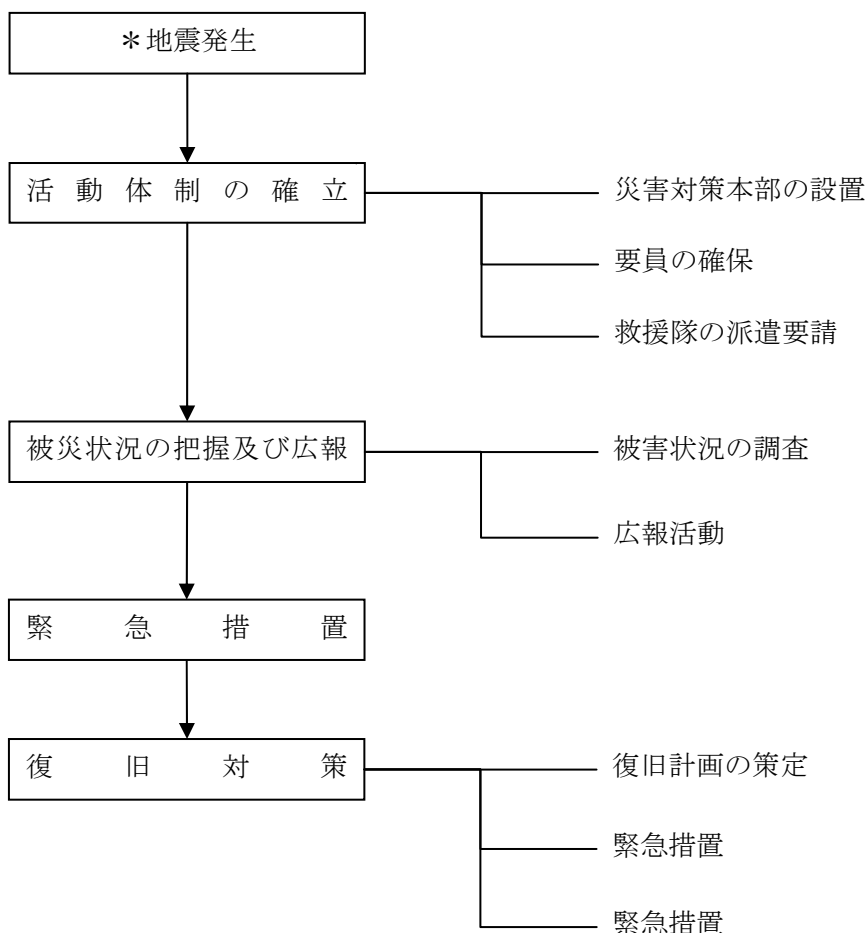 ＊地震発生
活動体制の確立
災害対策本部の設置
要員の確保
救援隊の派遣要請
被災状況の把握及び広報
被害状況の調査
広報活動
緊急措置
復旧対策
復旧計画の策定
緊急措置
緊急措置